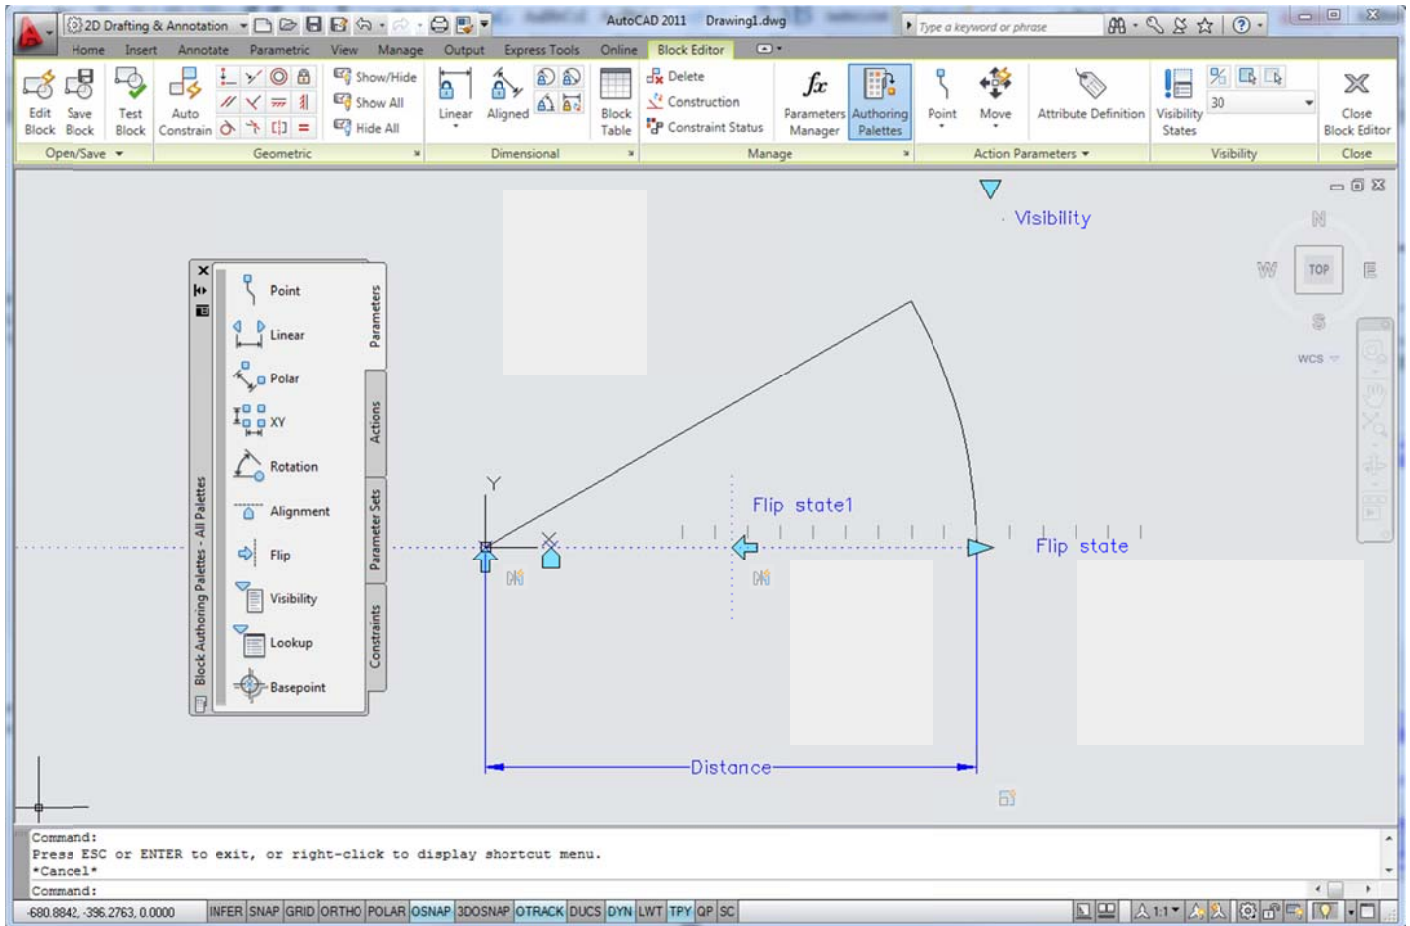 2D Drafting & Annotation
AutoCAD 2011 Drawing1.dwg
Type a keyword or phrase
Home Insert Annotate Parametric View Manage Output Express Tools Online Block Editor
Edit Block
Save Block
Test Block
Auto Constrain
Show/Hide
Show All
Hide All
Linear
Aligned
Block Table
Delete
Construction
Constraint Status
fx
Parameters Manager
Authoring Palettes
Point
Move
Attribute Definition
Visibility States
30
Close Block Editor
Open/Save Geometric Dimensional Manage Action Parameters Visibility Close
Visibility
N
W TOP E
S
WCS
Point
Linear
Polar
XY
Rotation
Alignment
Flip
Visibility
Lookup
Basepoint
Parameters
Actions
Parameter Sets
Constraints
Block Authoring Palettes - All Palettes
Y
X
Flip state1
Flip state
Distance
Command:
Press ESC or ENTER to exit, or right-click to display shortcut menu.
*Cancel*
Command:
-680.8842, -396.2763, 0.0000 INFER SNAP GRID ORTHO POLAR OSNAP 3DOSNAP OTRACK DUCS DYN LWT TPY QP SC 1:1